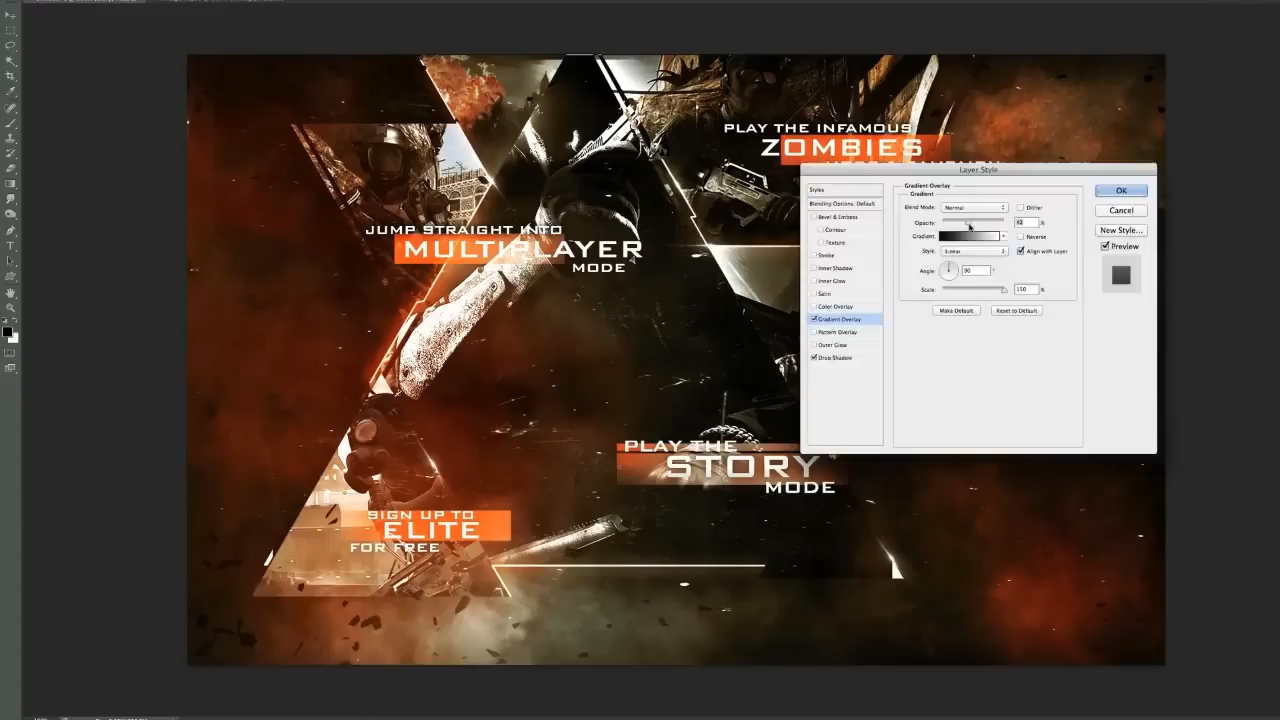 PLAY THE INFAMOUS
ZOMBIES
JUMP STRAIGHT INTO
MULTIPLAYER
MODE
PLAY THE
STORY
MODE
SIGN UP TO
ELITE
FOR FREE
Layer Style
Styles
Blending Options: Default
Bevel & Emboss
Contour
Texture
Stroke
Inner Shadow
Inner Glow
Satin
Color Overlay
Gradient Overlay
Pattern Overlay
Outer Glow
Drop Shadow
Gradient Overlay
Gradient
Blend Mode: Normal Dither
Opacity: %
Gradient: Reverse
Style: Linear Align with Layer
Angle: 90 °
Scale: 150 %
Make Default Reset to Default
OK
Cancel
New Style...
Preview